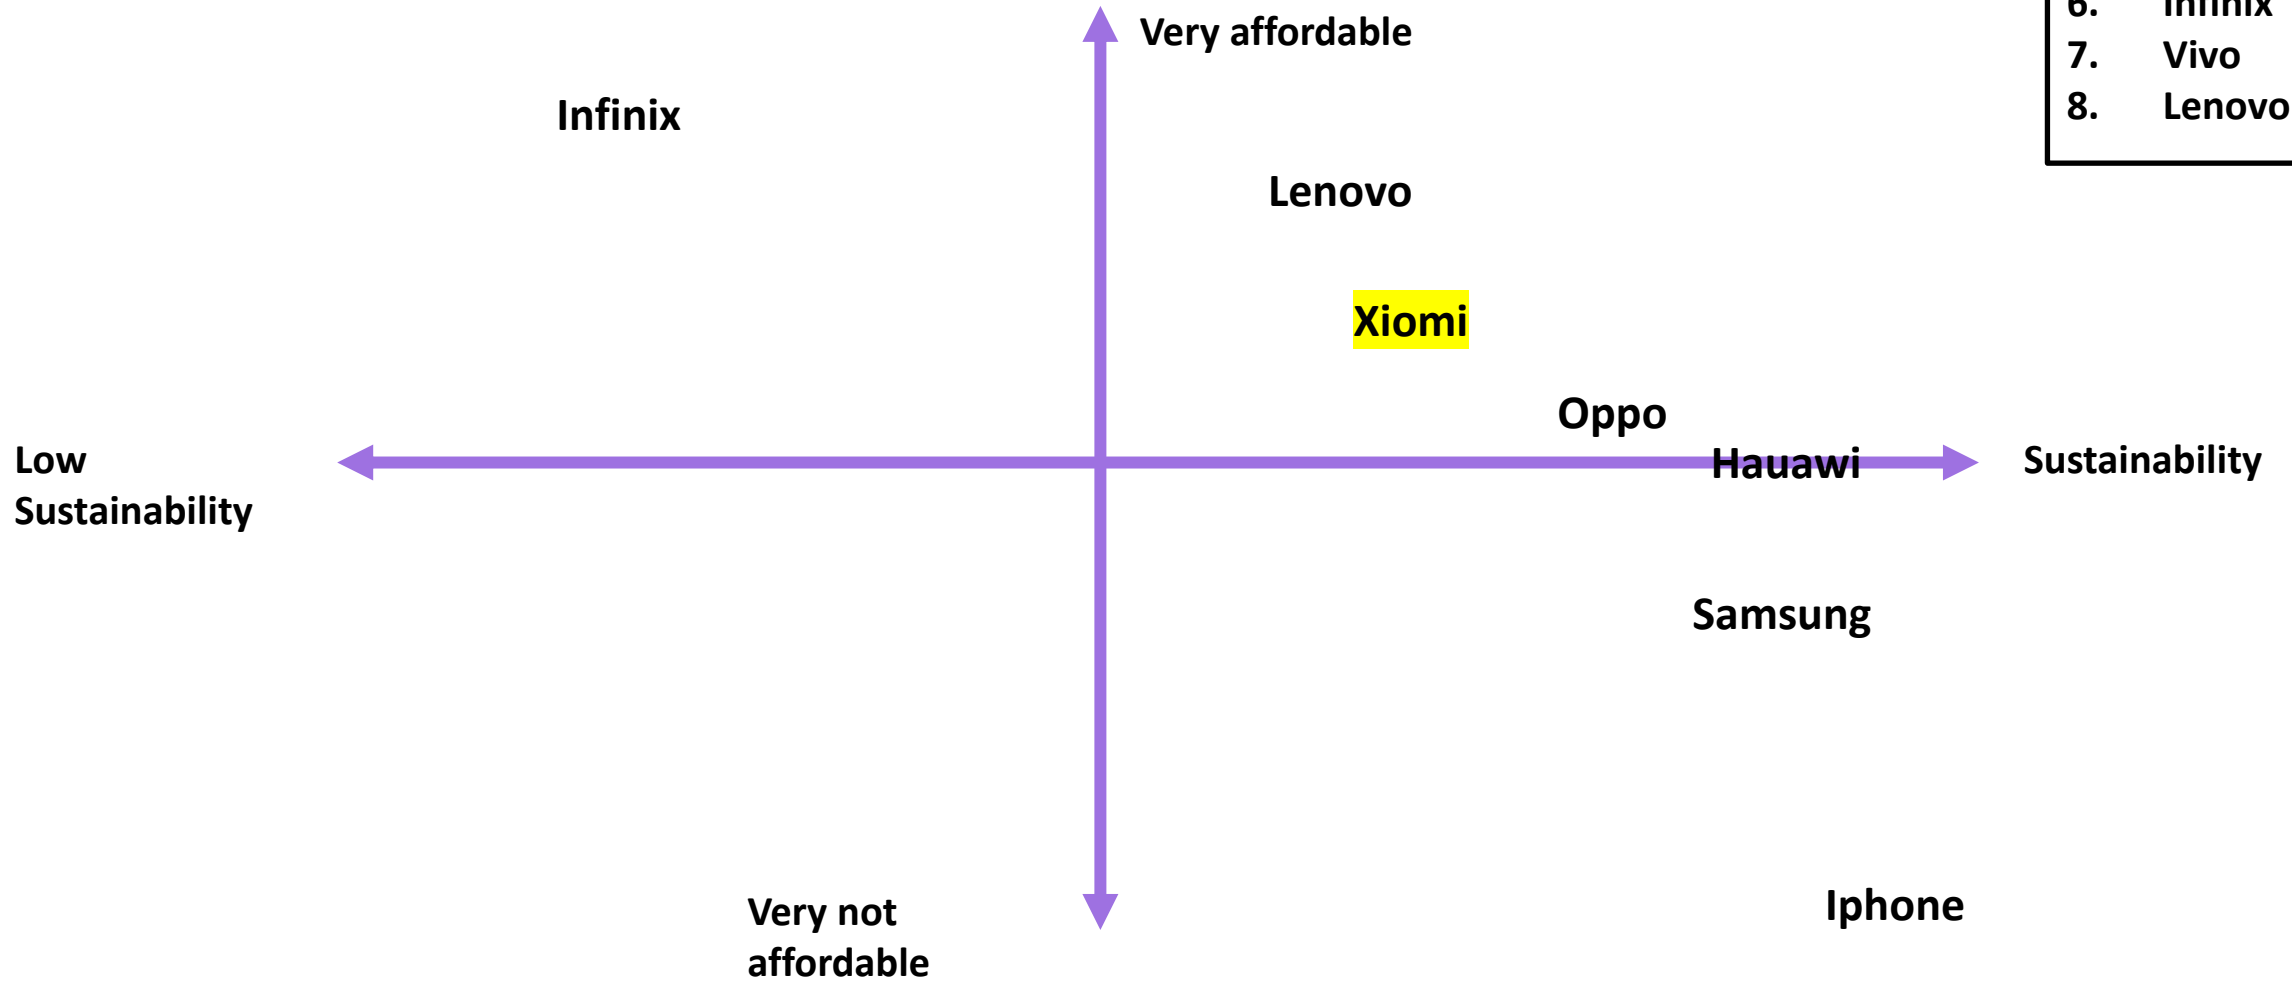 Very affordable
6. Infinix
7. Vivo
8. Lenovo
Infinix
Lenovo
Xiomi
Oppo
Low
Sustainability
Hauawi
Sustainability
Samsung
Iphone
Very not
affordable